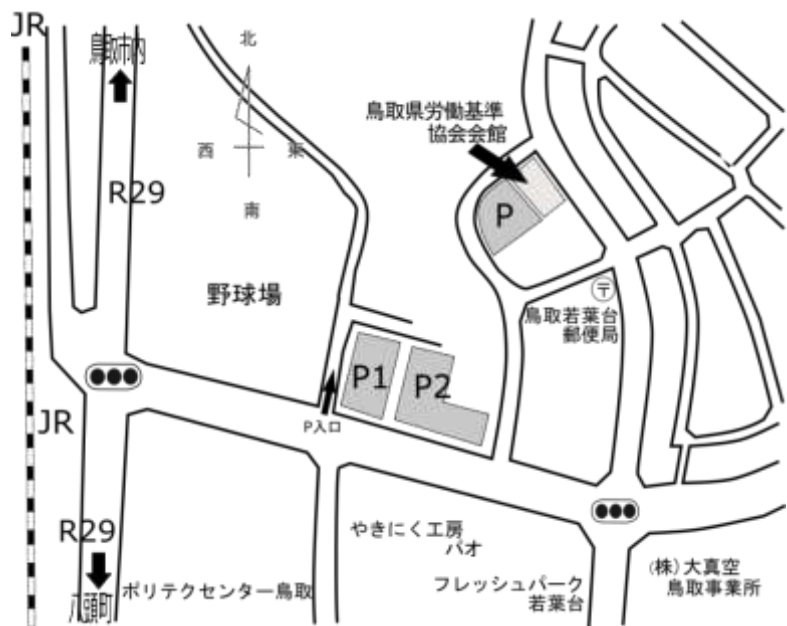 JR
鳥取市内
北
西
東
南
R29
鳥取県労働基準
協会会館
P
野球場
〒
鳥取若葉台
郵便局
P1
P2
P入口
JR
R29
八頭町
ポリテクセンター鳥取
やきにく工房
パオ
フレッシュパーク
若葉台
(株)大真空
鳥取事業所